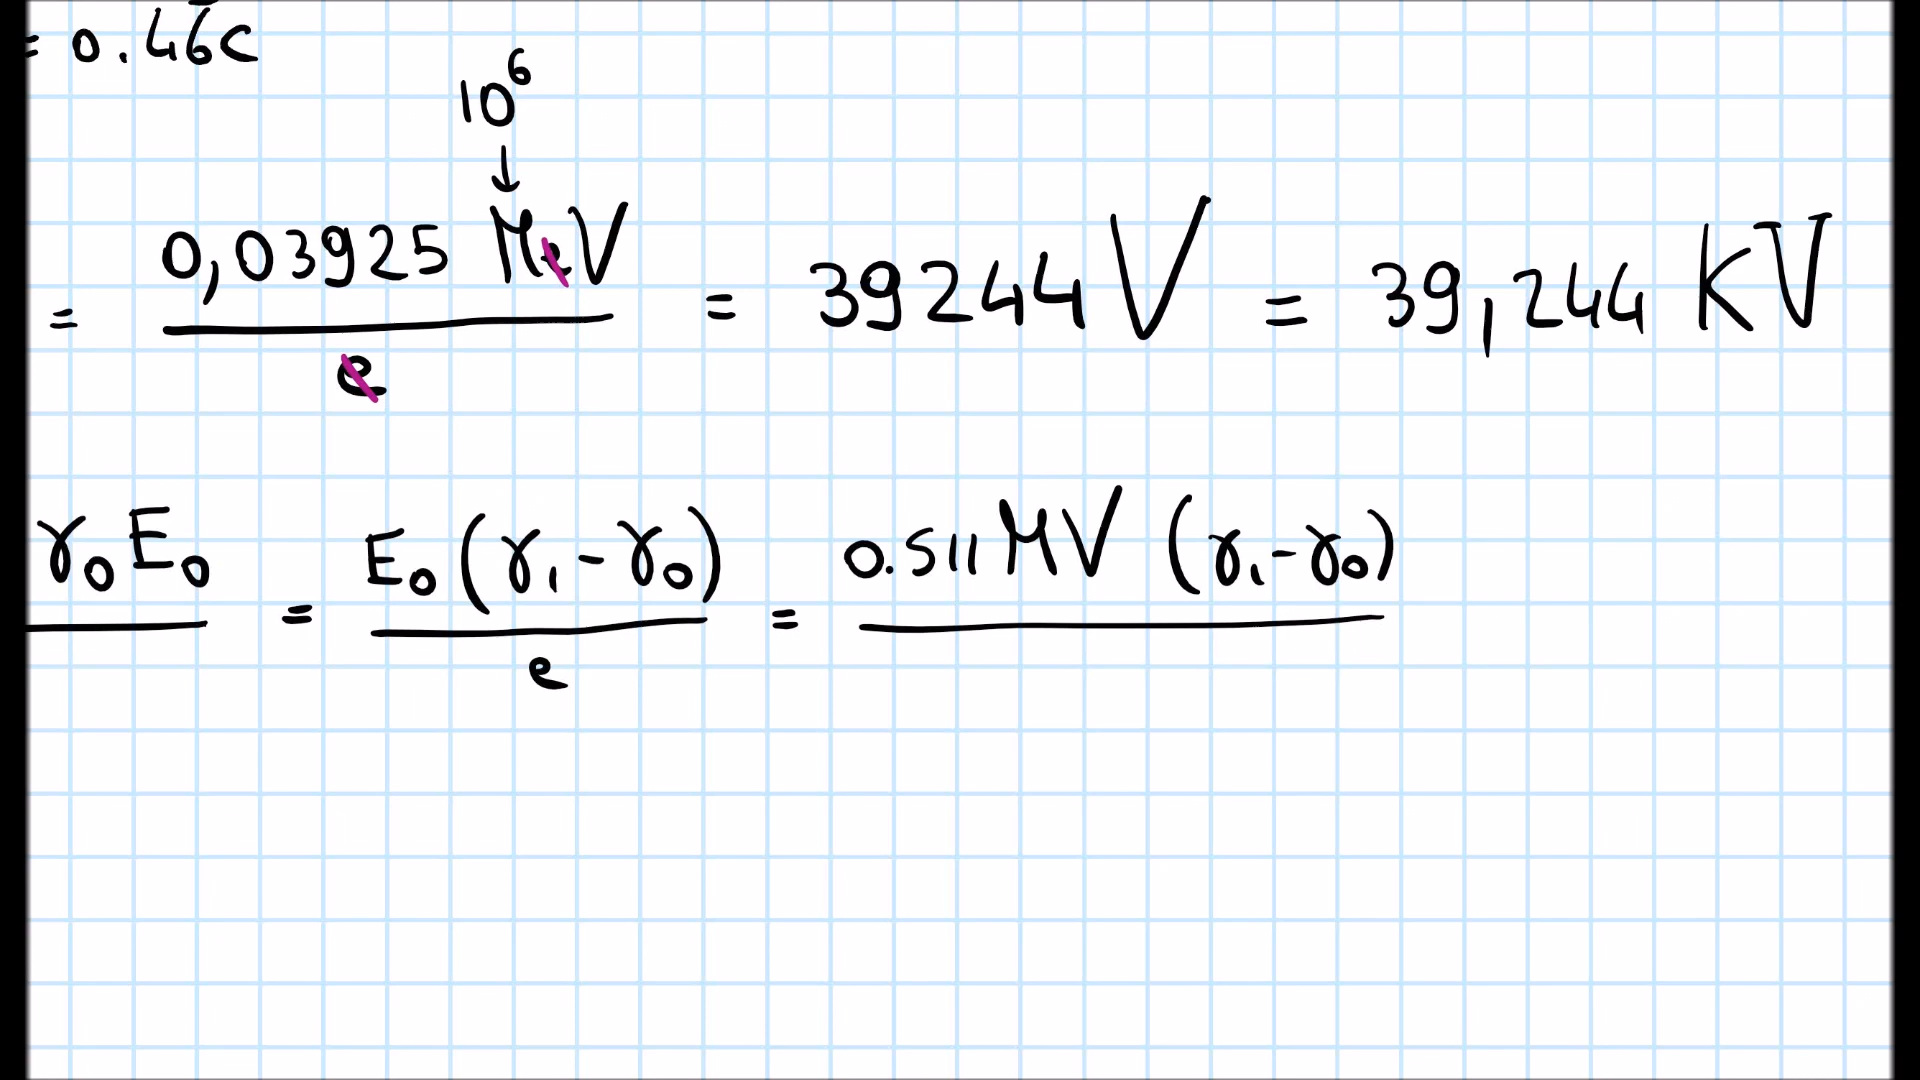 = 0.46c
10⁶
↓
= 0,03925 MeV / e = 39244 V = 39,244 KV
γ₀E₀ = E₀(γ₁-γ₀) / e = 0.511 MV (γ₁-γ₀)